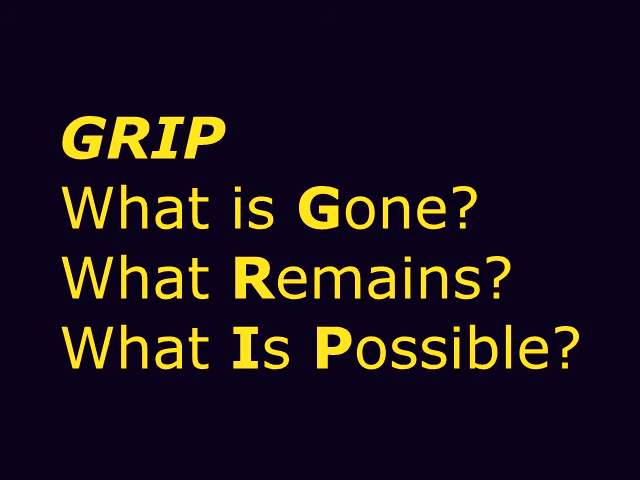 GRIP
What is Gone?
What Remains?
What Is Possible?